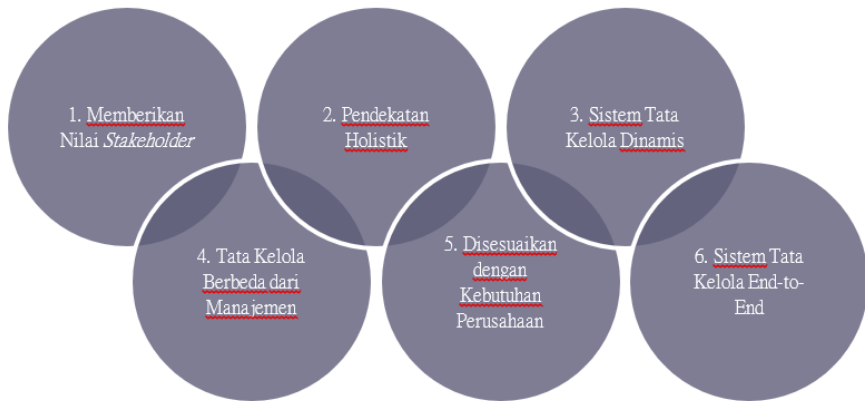 1. Memberikan
Nilai Stakeholder
2. Pendekatan
Holistik
3. Sistem Tata
Kelola Dinamis
4. Tata Kelola
Berbeda dari
Manajemen
5. Disesuaikan
dengan
Kebutuhan
Perusahaan
6. Sistem Tata
Kelola End-to-
End